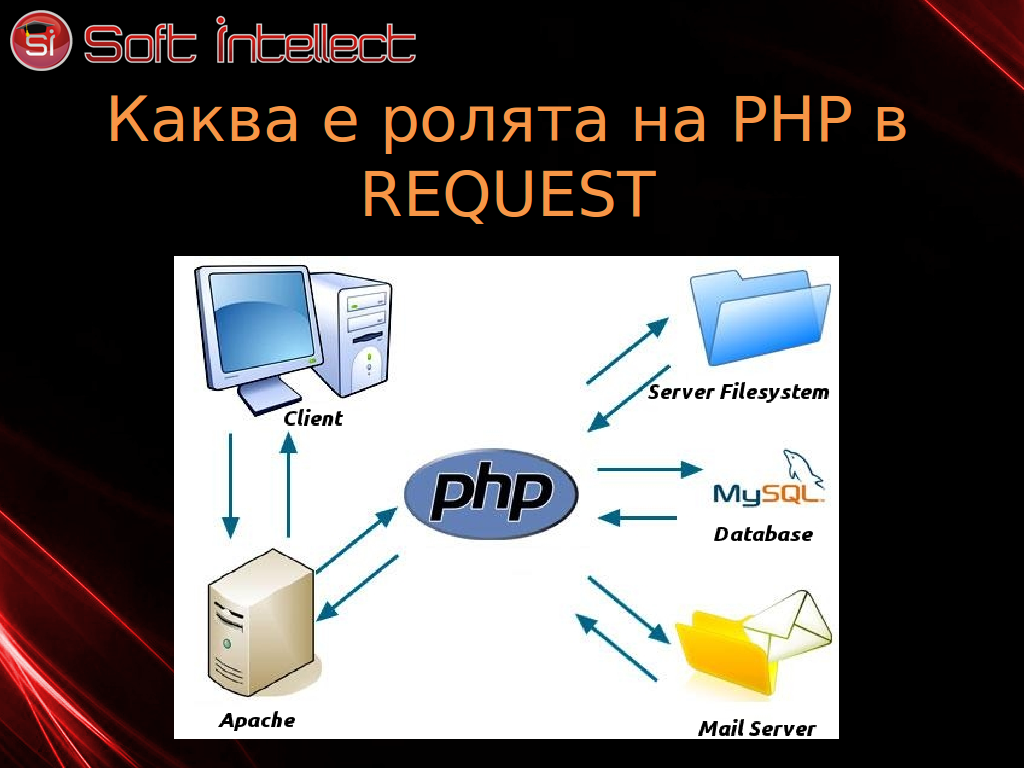 Si Soft Intellect
Каква е ролята на PHP в
REQUEST
Client
Server Filesystem
php
MySQL
Database
Apache
Mail Server